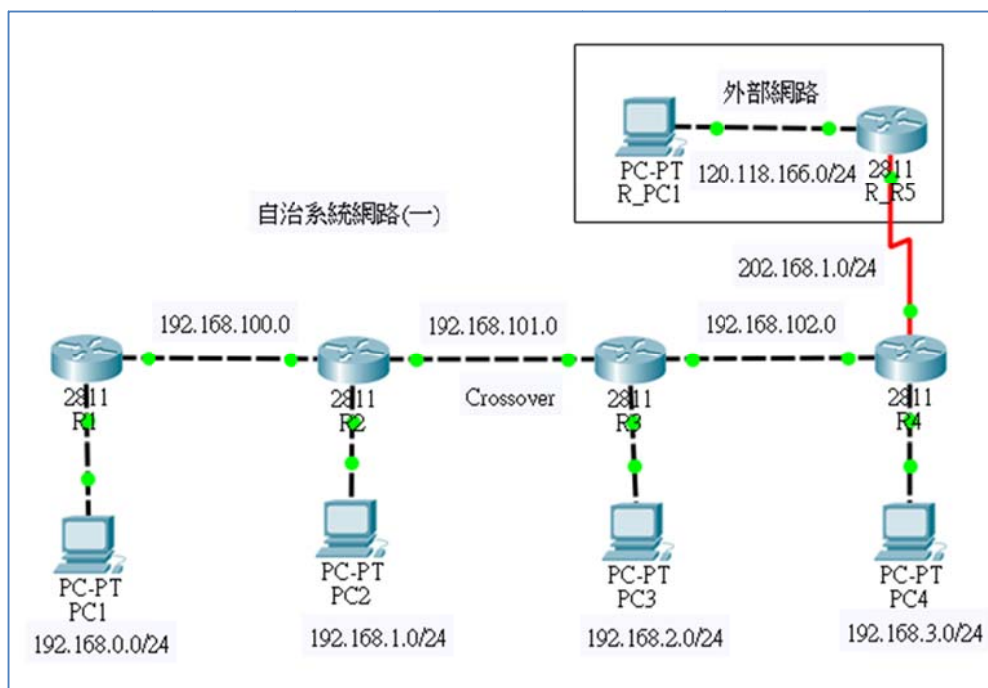 外部網路
PC-PT
R_PC1
120.118.166.0/24
2811
R_R5
自治系統網路(一)
202.168.1.0/24
192.168.100.0
192.168.101.0
192.168.102.0
2811
R1
2811
R2
Crossover
2811
R3
2811
R4
PC-PT
PC1
192.168.0.0/24
PC-PT
PC2
192.168.1.0/24
PC-PT
PC3
192.168.2.0/24
PC-PT
PC4
192.168.3.0/24